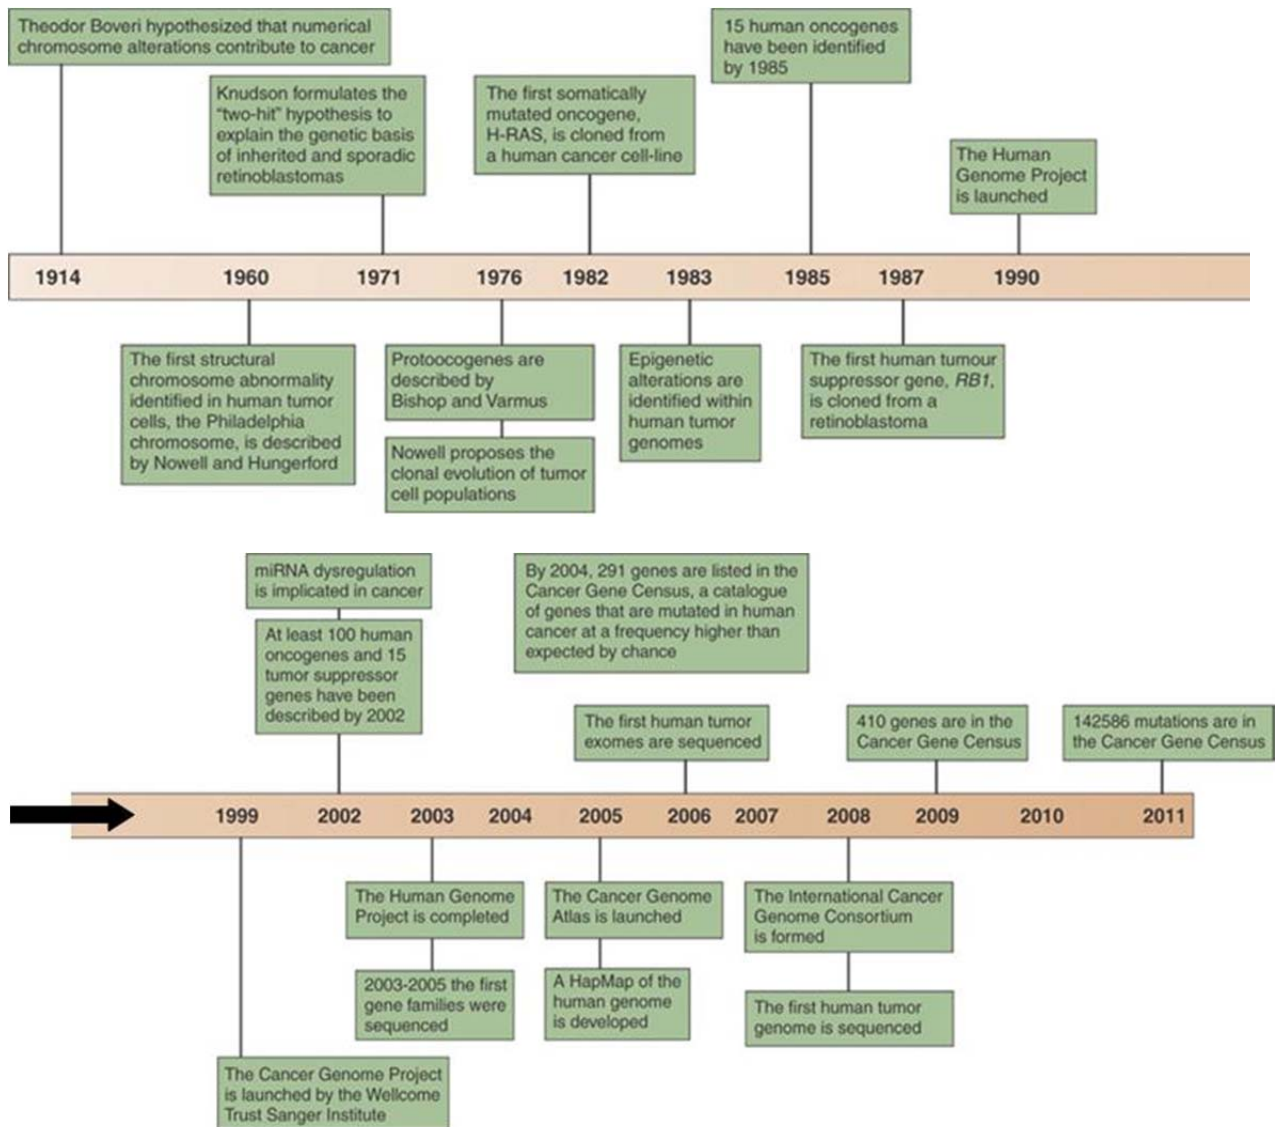 Theodor Boveri hypothesized that numerical
chromosome alterations contribute to cancer
15 human oncogenes
have been identified
by 1985
Knudson formulates the
“two-hit” hypothesis to
explain the genetic basis
of inherited and sporadic
retinoblastomas
The first somatically
mutated oncogene,
H-RAS, is cloned from
a human cancer cell-line
The Human
Genome Project
is launched
1914 1960 1971 1976 1982 1983 1985 1987 1990
The first structural
chromosome abnormality
identified in human tumor
cells, the Philadelphia
chromosome, is described
by Nowell and Hungerford
Protoocogenes are
described by
Bishop and Varmus
Nowell proposes the
clonal evolution of tumor
cell populations
Epigenetic
alterations are
identified within
human tumor
genomes
The first human tumour
suppressor gene, RB1,
is cloned from a
retinoblastoma
miRNA dysregulation
is implicated in cancer
At least 100 human
oncogenes and 15
tumor suppressor
genes have been
described by 2002
By 2004, 291 genes are listed in the
Cancer Gene Census, a catalogue
of genes that are mutated in human
cancer at a frequency higher than
expected by chance
The first human tumor
exomes are sequenced
410 genes are in the
Cancer Gene Census
142586 mutations are in
the Cancer Gene Census
1999 2002 2003 2004 2005 2006 2007 2008 2009 2010 2011
The Human Genome
Project is completed
2003-2005 the first
gene families were
sequenced
The Cancer Genome
Atlas is launched
A HapMap of the
human genome
is developed
The International Cancer
Genome Consortium
is formed
The first human tumor
genome is sequenced
The Cancer Genome Project
is launched by the Wellcome
Trust Sanger Institute